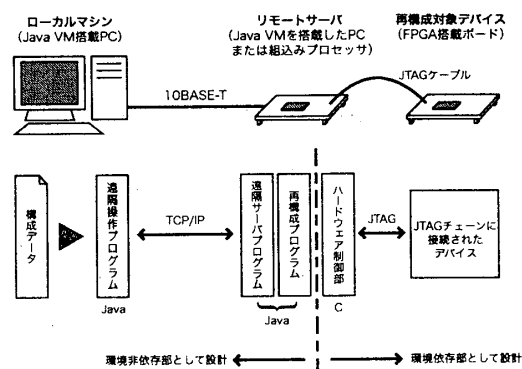 ローカルマシン
(Java VM搭載PC)
リモートサーバ
(Java VMを搭載したPC
または組込みプロセッサ)
再構成対象デバイス
(FPGA搭載ボード)
10BASE-T
JTAGケーブル
構成データ
遠隔操作プログラム
Java
TCP/IP
遠隔サーバプログラム
再構成プログラム
Java
ハードウェア制御部
C
JTAG
JTAGチェーンに
接続された
デバイス
環境非依存部として設計
環境依存部として設計